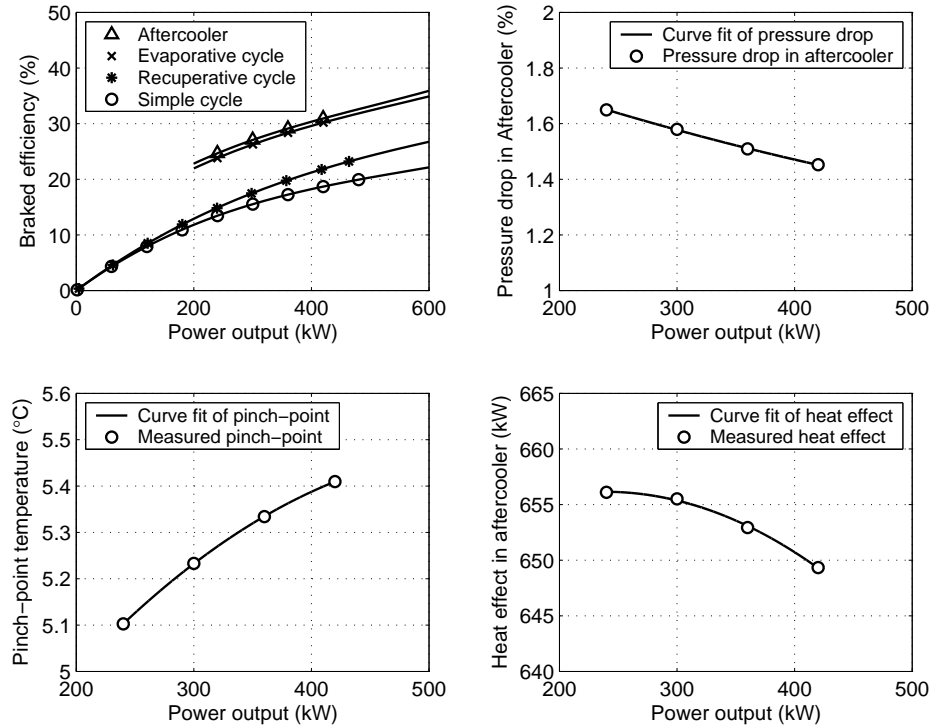 Braked efficiency (%)
50
40
30
20
10
0
Aftercooler
Evaporative cycle
Recuperative cycle
Simple cycle
0 200 400 600
Power output (kW)
Pressure drop in Aftercooler (%)
2
1.8
1.6
1.4
1.2
1
Curve fit of pressure drop
Pressure drop in aftercooler
200 300 400 500
Power output (kW)
Pinch−point temperature (°C)
5.6
5.5
5.4
5.3
5.2
5.1
5
Curve fit of pinch−point
Measured pinch−point
200 300 400 500
Power output (kW)
Heat effect in aftercooler (kW)
665
660
655
650
645
640
Curve fit of heat effect
Measured heat effect
200 300 400 500
Power output (kW)